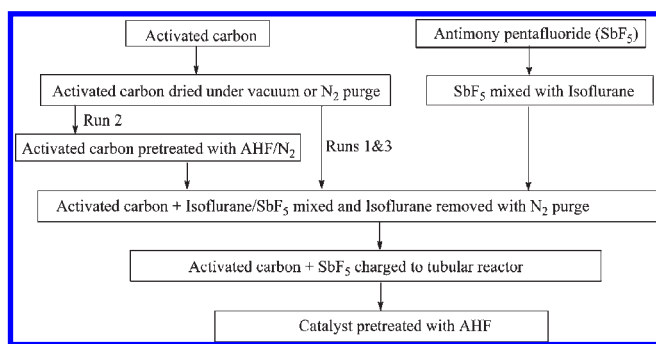 Activated carbon
Antimony pentafluoride (SbF5)
Activated carbon dried under vacuum or N2 purge
SbF5 mixed with Isoflurane
Run 2
Activated carbon pretreated with AHF/N2
Runs 1&3
Activated carbon + Isoflurane/SbF5 mixed and Isoflurane removed with N2 purge
Activated carbon + SbF5 charged to tubular reactor
Catalyst pretreated with AHF